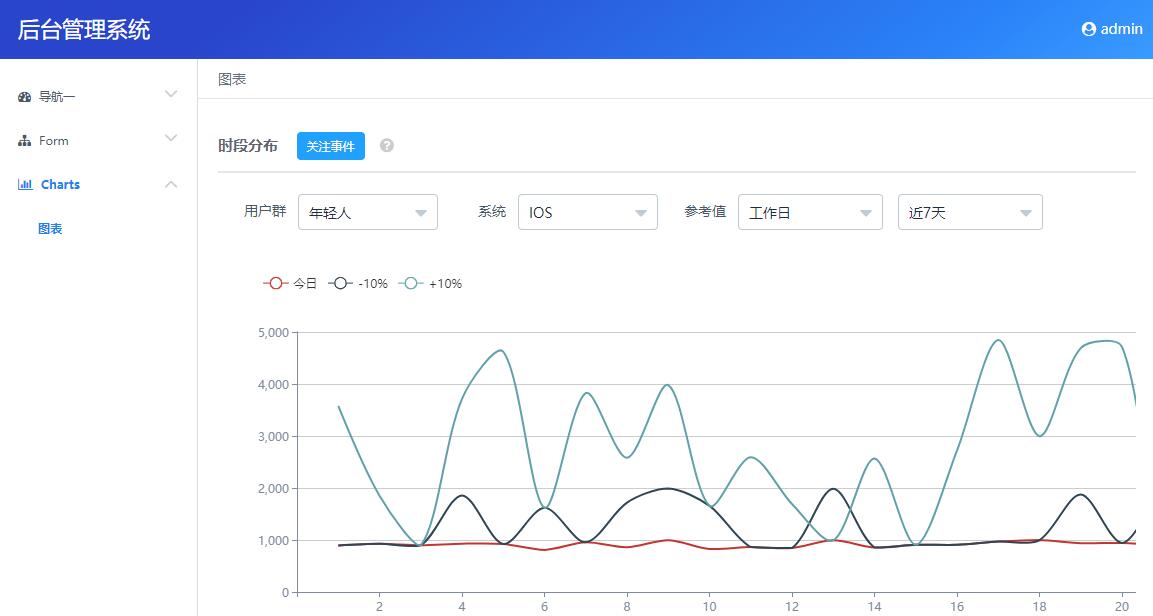 后台管理系统
admin
导航一
Form
Charts
图表
图表
时段分布 关注事件 ?
用户群 年轻人 系统 IOS 参考值 工作日 近7天
今日 -10% +10%
5,000
4,000
3,000
2,000
1,000
0
2 4 6 8 10 12 14 16 18 20